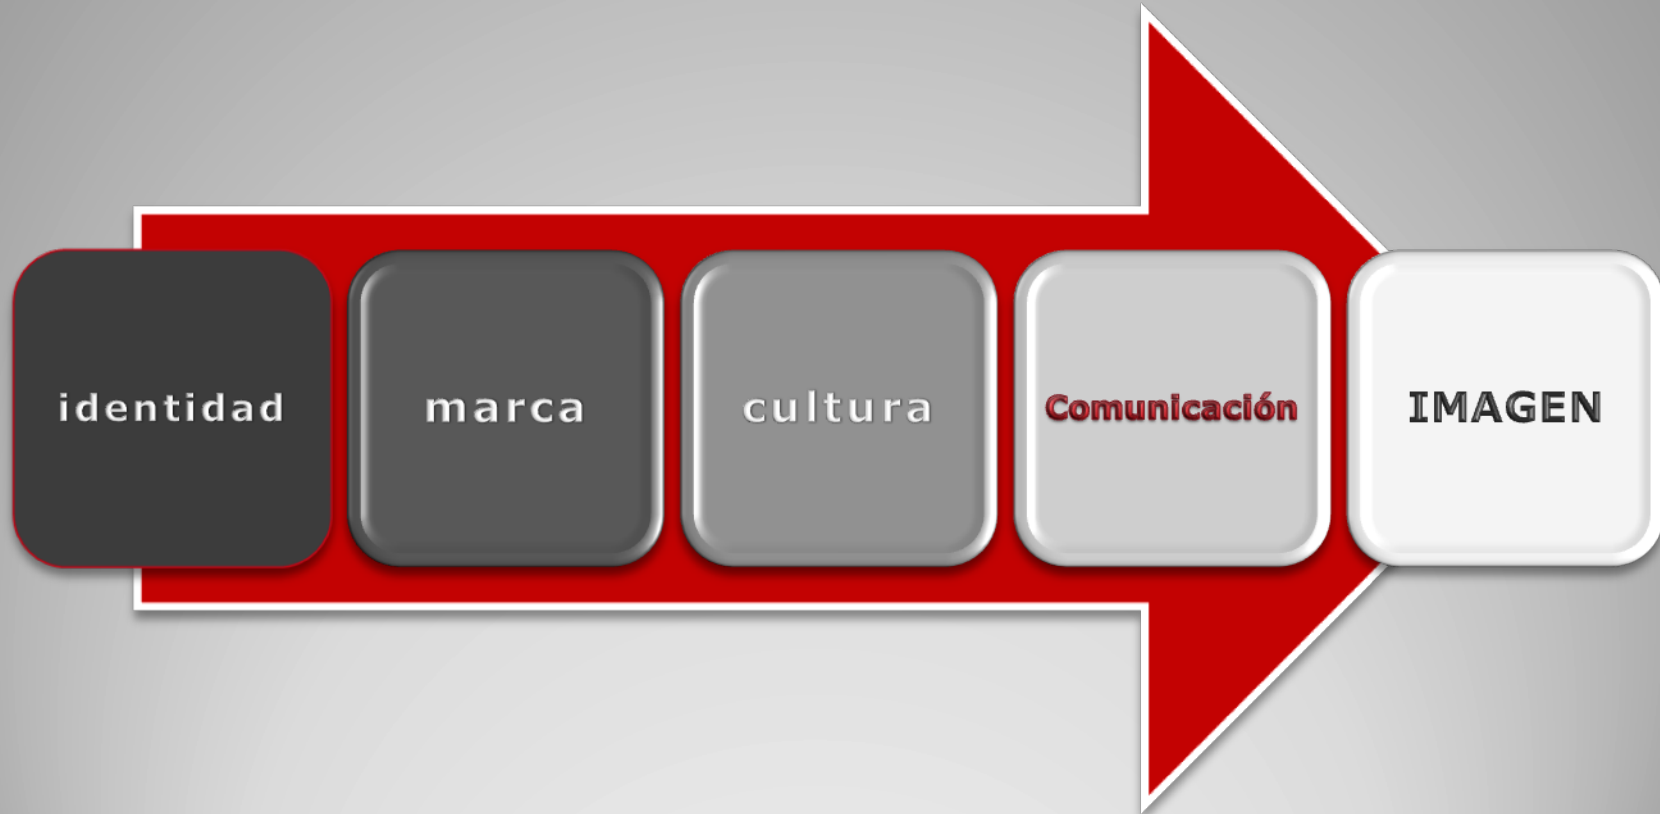 identidad
marca
cultura
Comunicación
IMAGEN